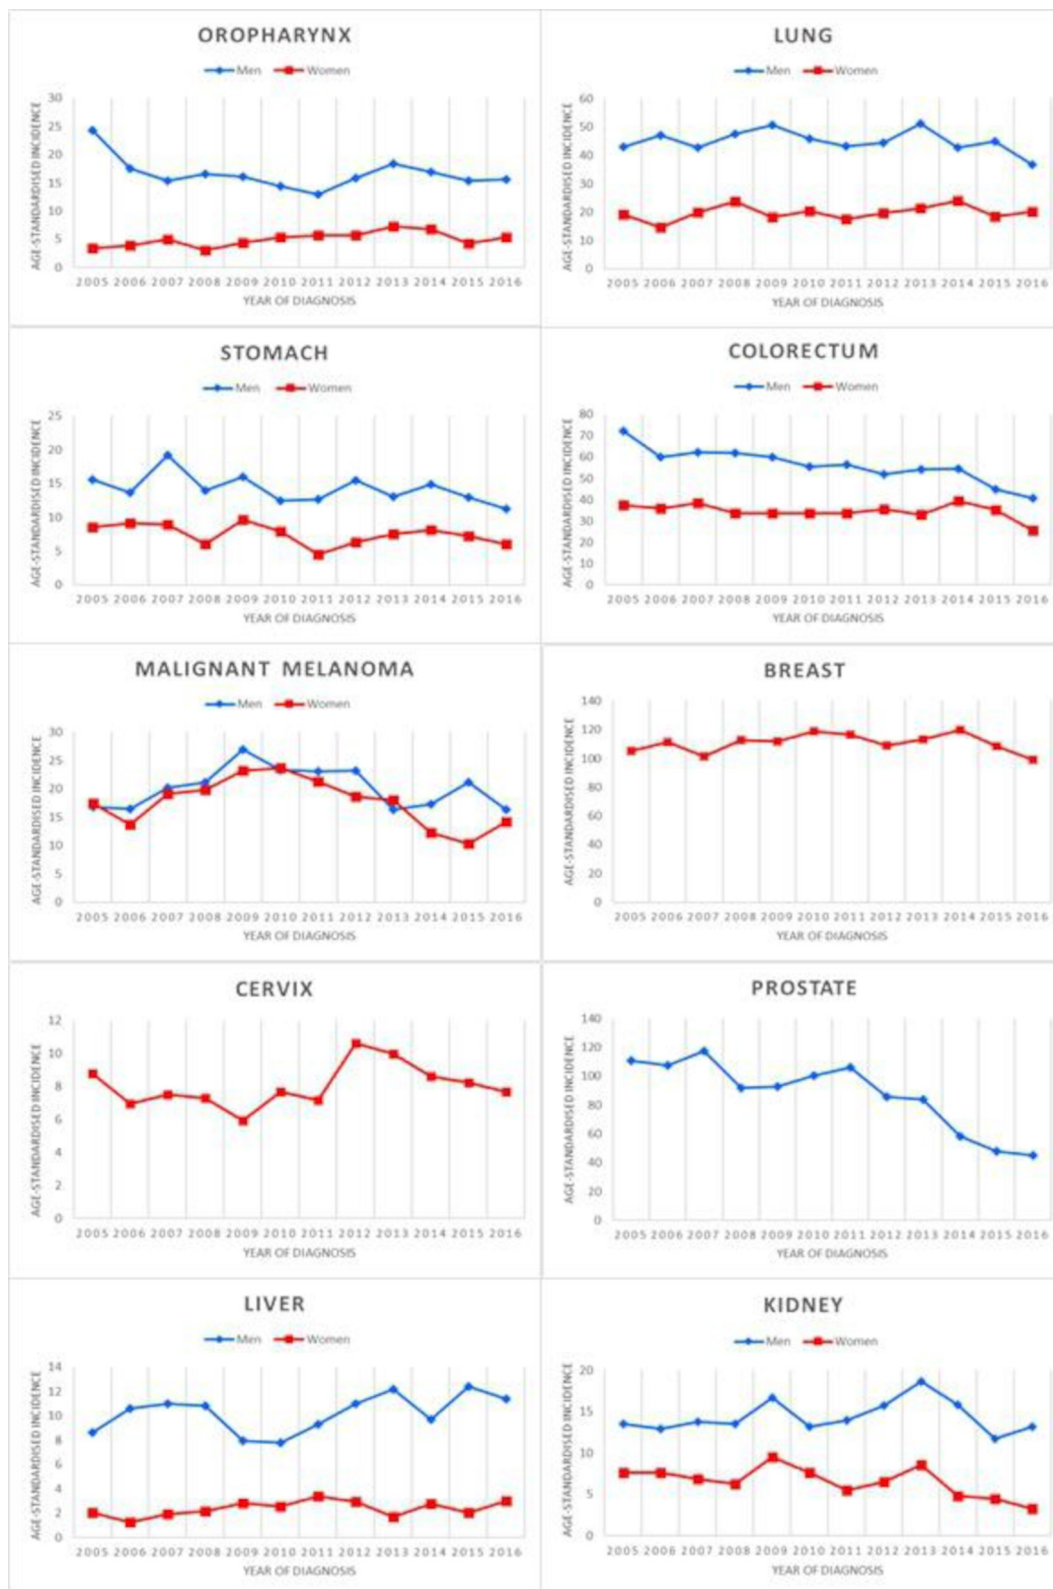 OROPHARYNX
Men Women
AGE-STANDARDISED INCIDENCE
30
25
20
15
10
5
0
2005 2006 2007 2008 2009 2010 2011 2012 2013 2014 2015 2016
YEAR OF DIAGNOSIS
LUNG
Men Women
AGE-STANDARDISED INCIDENCE
60
50
40
30
20
10
0
2005 2006 2007 2008 2009 2010 2011 2012 2013 2014 2015 2016
YEAR OF DIAGNOSIS
STOMACH
Men Women
AGE-STANDARDISED INCIDENCE
25
20
15
10
5
0
2005 2006 2007 2008 2009 2010 2011 2012 2013 2014 2015 2016
YEAR OF DIAGNOSIS
COLORECTUM
Men Women
AGE-STANDARDISED INCIDENCE
80
70
60
50
40
30
20
10
0
2005 2006 2007 2008 2009 2010 2011 2012 2013 2014 2015 2016
YEAR OF DIAGNOSIS
MALIGNANT MELANOMA
Men Women
AGE-STANDARDISED INCIDENCE
30
25
20
15
10
5
0
2005 2006 2007 2008 2009 2010 2011 2012 2013 2014 2015 2016
YEAR OF DIAGNOSIS
BREAST
AGE-STANDARDISED INCIDENCE
140
120
100
80
60
40
20
0
2005 2006 2007 2008 2009 2010 2011 2012 2013 2014 2015 2016
YEAR OF DIAGNOSIS
CERVIX
AGE-STANDARDISED INCIDENCE
12
10
8
6
4
2
0
2005 2006 2007 2008 2009 2010 2011 2012 2013 2014 2015 2016
YEAR OF DIAGNOSIS
PROSTATE
AGE-STANDARDISED INCIDENCE
140
120
100
80
60
40
20
0
2005 2006 2007 2008 2009 2010 2011 2012 2013 2014 2015 2016
YEAR OF DIAGNOSIS
LIVER
Men Women
AGE-STANDARDISED INCIDENCE
14
12
10
8
6
4
2
0
2005 2006 2007 2008 2009 2010 2011 2012 2013 2014 2015 2016
YEAR OF DIAGNOSIS
KIDNEY
Men Women
AGE-STANDARDISED INCIDENCE
20
15
10
5
0
2005 2006 2007 2008 2009 2010 2011 2012 2013 2014 2015 2016
YEAR OF DIAGNOSIS